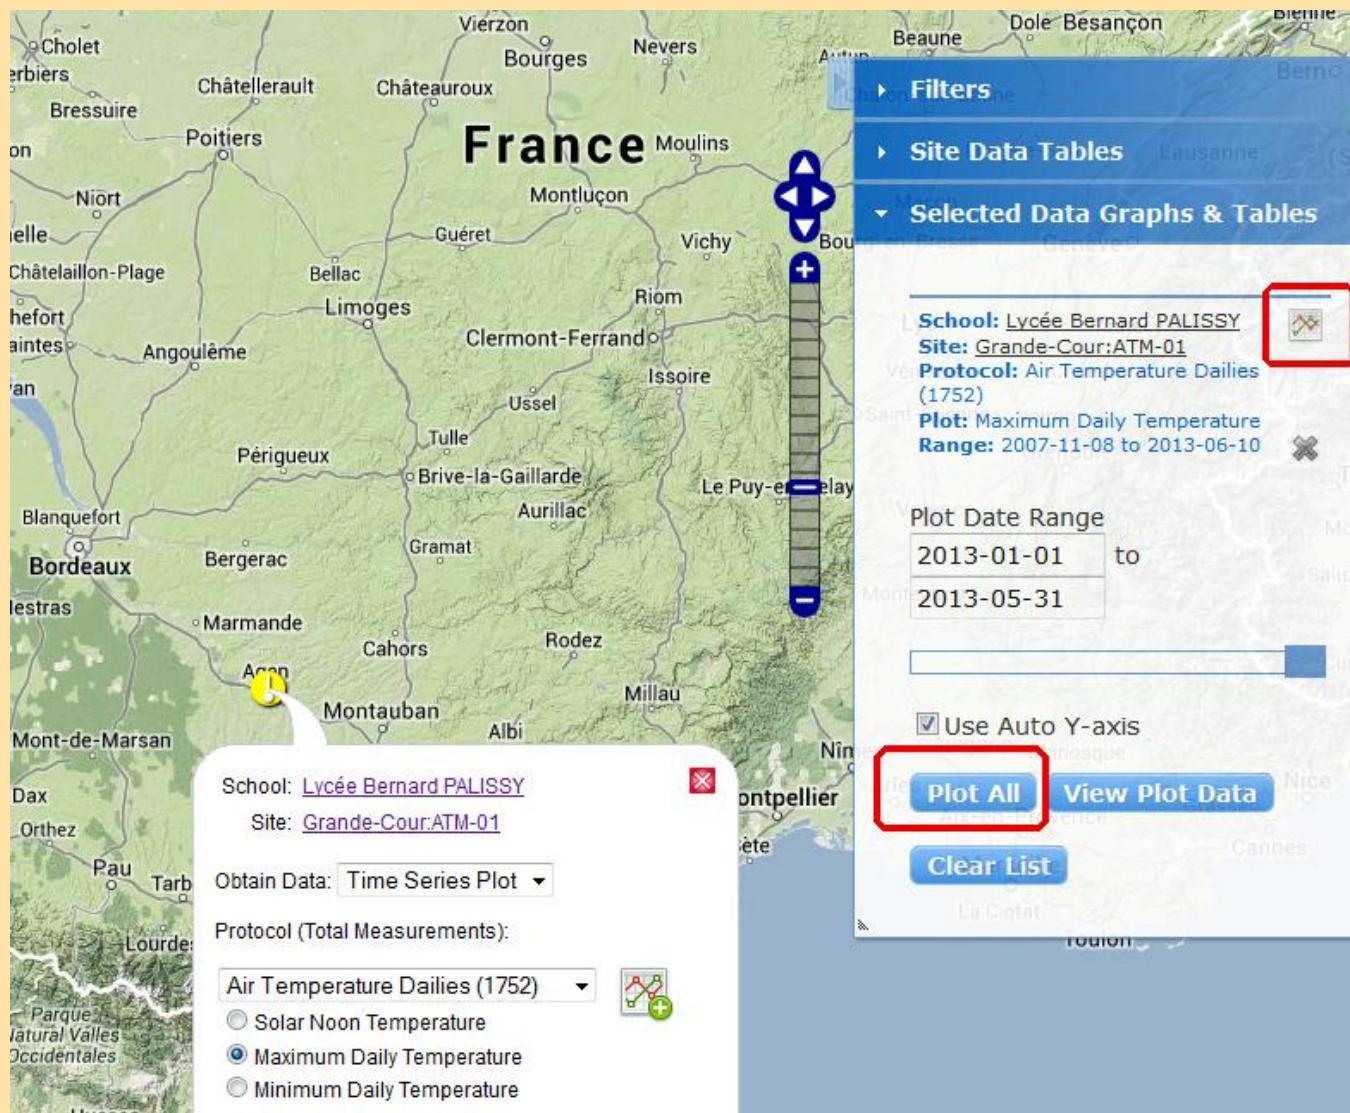 Vierzon
Dole Besançon
Cholet
Bourges
Nevers
Beaune
Châtellerault
Châteauroux
Bressuire
Poitiers
France
Moulins
Niort
Montluçon
Guéret
Vichy
Châtelaillon-Plage
Bellac
Limoges
Riom
Angoulême
Clermont-Ferrand
Issoire
Ussel
Tulle
Périgueux
Brive-la-Gaillarde
Aurillac
Blanquefort
Bordeaux
Bergerac
Gramat
Marmande
Cahors
Rodez
Agen
Millau
Montauban
Albi
Mont-de-Marsan
Dax
Orthez
Pau
Toulon
Parque
Filters
Site Data Tables
Selected Data Graphs & Tables
School: Lycée Bernard PALISSY
Site: Grande-Cour:ATM-01
Protocol: Air Temperature Dailies
(1752)
Plot: Maximum Daily Temperature
Range: 2007-11-08 to 2013-06-10
Plot Date Range
2013-01-01 to
2013-05-31
Use Auto Y-axis
Plot All View Plot Data
Clear List
Nice
Cannes
La Ciotat
School: Lycée Bernard PALISSY
Site: Grande-Cour:ATM-01
Obtain Data: Time Series Plot
Protocol (Total Measurements):
Air Temperature Dailies (1752)
Solar Noon Temperature
Maximum Daily Temperature
Minimum Daily Temperature